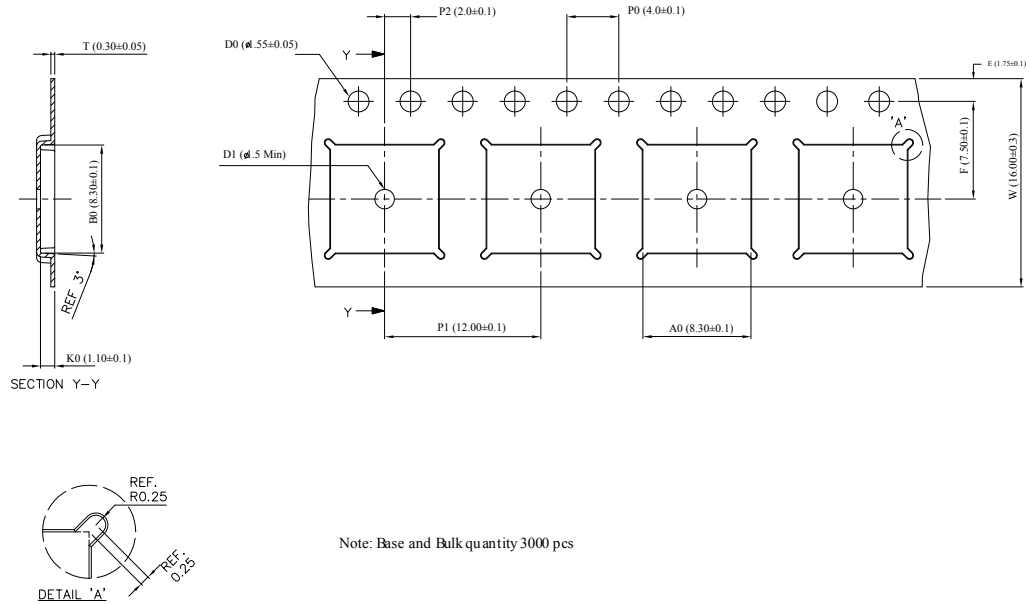 P2 (2.0±0.1)
P0 (4.0±0.1)
T (0.30±0.05)
D0 (ø1.55±0.05)
Y
E (1.75±0.1)
'A'
D1 (ø1.5 Min)
B0 (8.30±0.1)
F (7.50±0.1)
W (16.00±0.3)
REF 3°
Y
P1 (12.00±0.1)
A0 (8.30±0.1)
K0 (1.10±0.1)
SECTION Y-Y
REF.
R0.25
REF.
0.25
DETAIL 'A'
Note: Base and Bulk quantity 3000 pcs